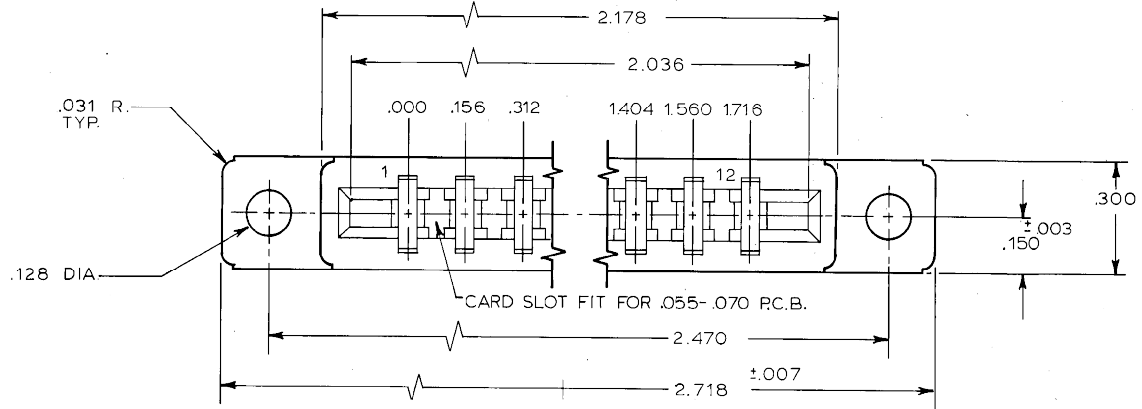 2.178
2.036
.031 R.
TYP.
.000 .156 .312 1.404 1.560 1.716
1 12
.300
±.003
.150
.128 DIA.
CARD SLOT FIT FOR .055-.070 P.C.B.
2.470
±.007
2.718